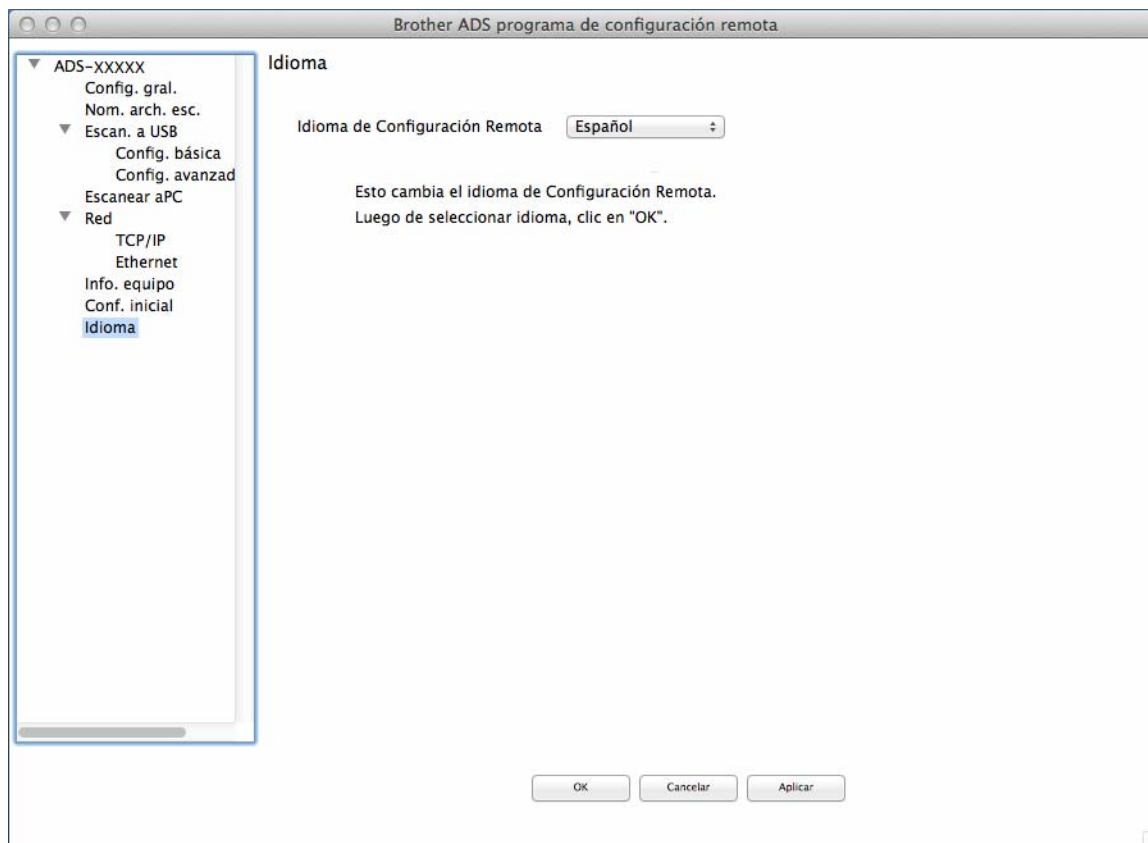 Brother ADS programa de configuración remota
ADS-XXXXX
Config. gral.
Nom. arch. esc.
Escan. a USB
Config. básica
Config. avanzad
Escanear aPC
Red
TCP/IP
Ethernet
Info. equipo
Conf. inicial
Idioma
Idioma
Idioma de Configuración Remota Español
Esto cambia el idioma de Configuración Remota.
Luego de seleccionar idioma, clic en "OK".
OK Cancelar Aplicar